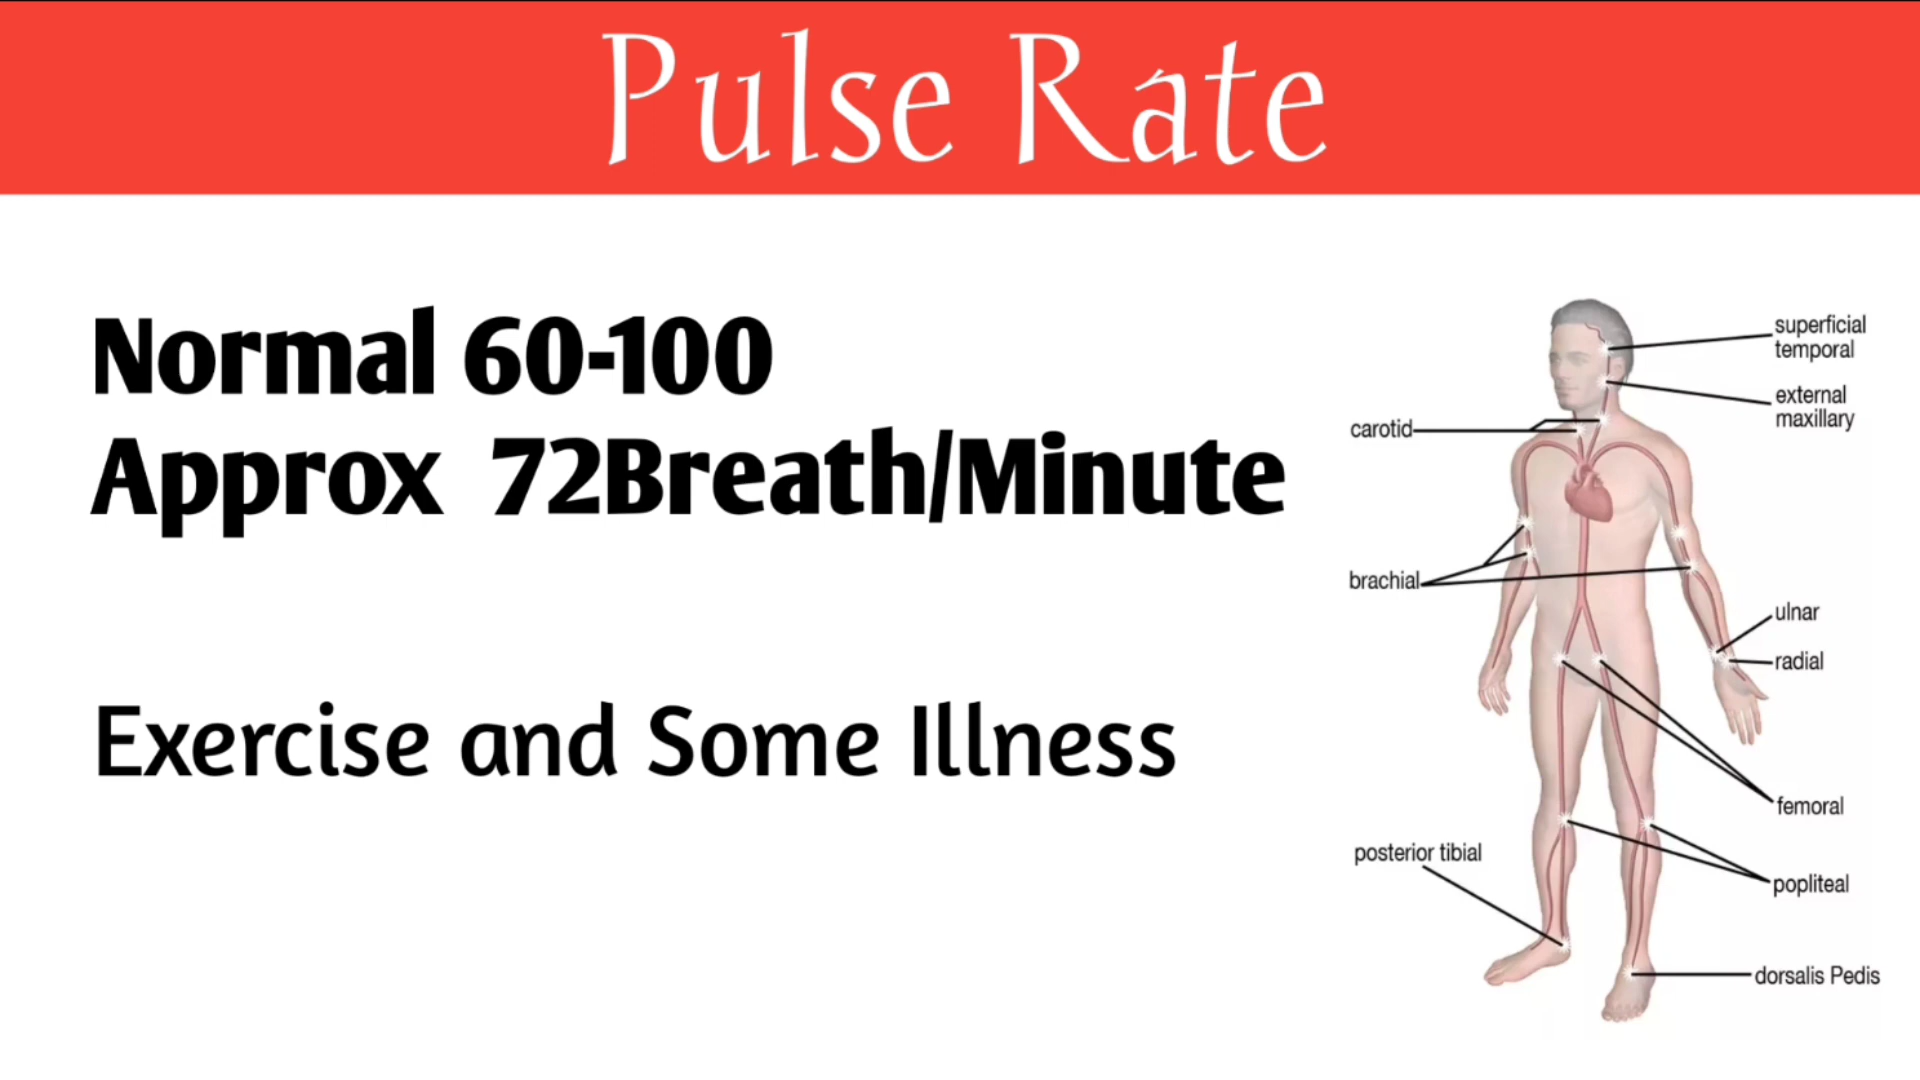 Pulse Rate
Normal 60-100
Approx 72Breath/Minute
Exercise and Some Illness
superficial
temporal
external
maxillary
carotid
brachial
ulnar
radial
femoral
posterior tibial
popliteal
dorsalis Pedis